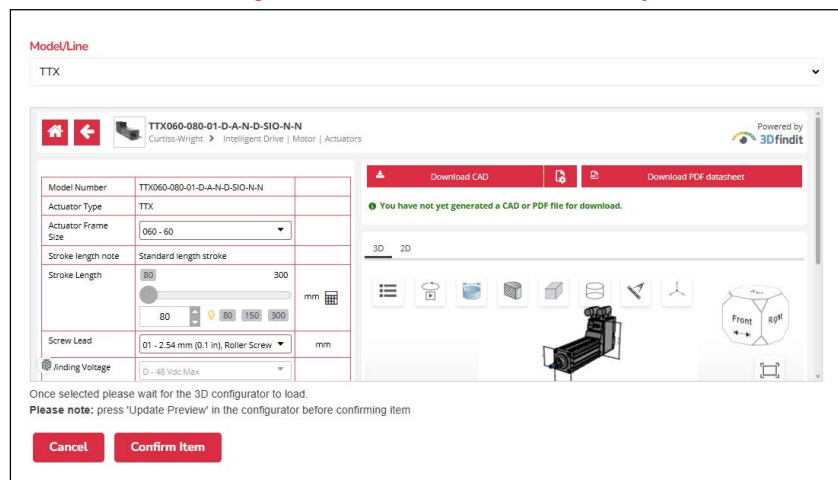 Model/Line
TTX
TTX060-080-01-D-A-N-D-SIO-N-N
Curtiss-Wright > Intelligent Drive | Motor | Actuators
Powered by
3Dfindit
Model Number TTX060-080-01-D-A-N-D-SIO-N-N
Actuator Type TTX
Actuator Frame Size 060 - 60
Stroke length note Standard length stroke
Stroke Length 80 300
mm
80 80 150 300
Screw Lead 01 - 2.54 mm (0.1 in), Roller Screw mm
Winding Voltage D - 48 Vdc Max
Download CAD
Download PDF datasheet
You have not yet generated a CAD or PDF file for download.
3D 2D
Front Right
Once selected please wait for the 3D configurator to load.
Please note: press 'Update Preview' in the configurator before confirming item
Cancel Confirm Item